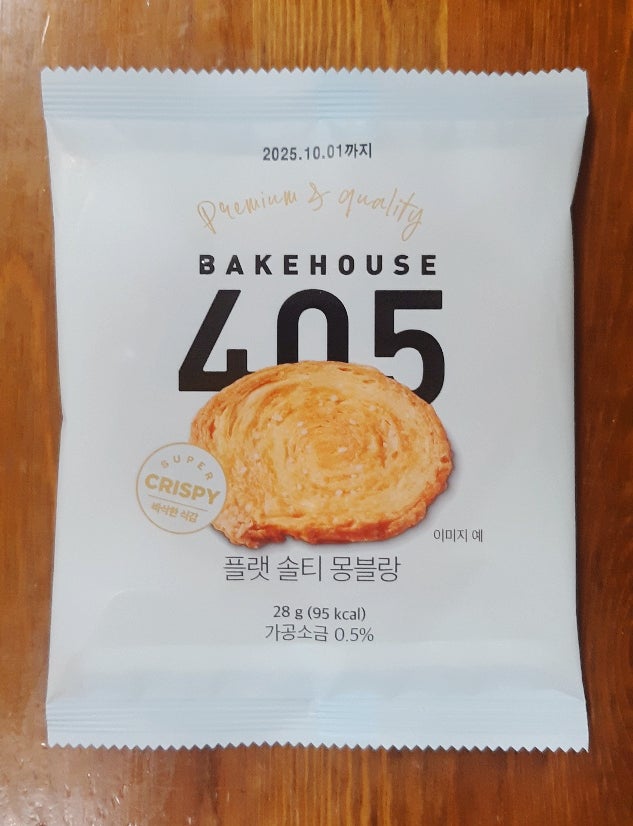 2025.10.01까지
Premium & quality
BAKEHOUSE
405
SUPER
CRISPY
바삭한 식감
이미지 예
플랫 솔티 몽블랑
28 g (95 kcal)
가공소금 0.5%